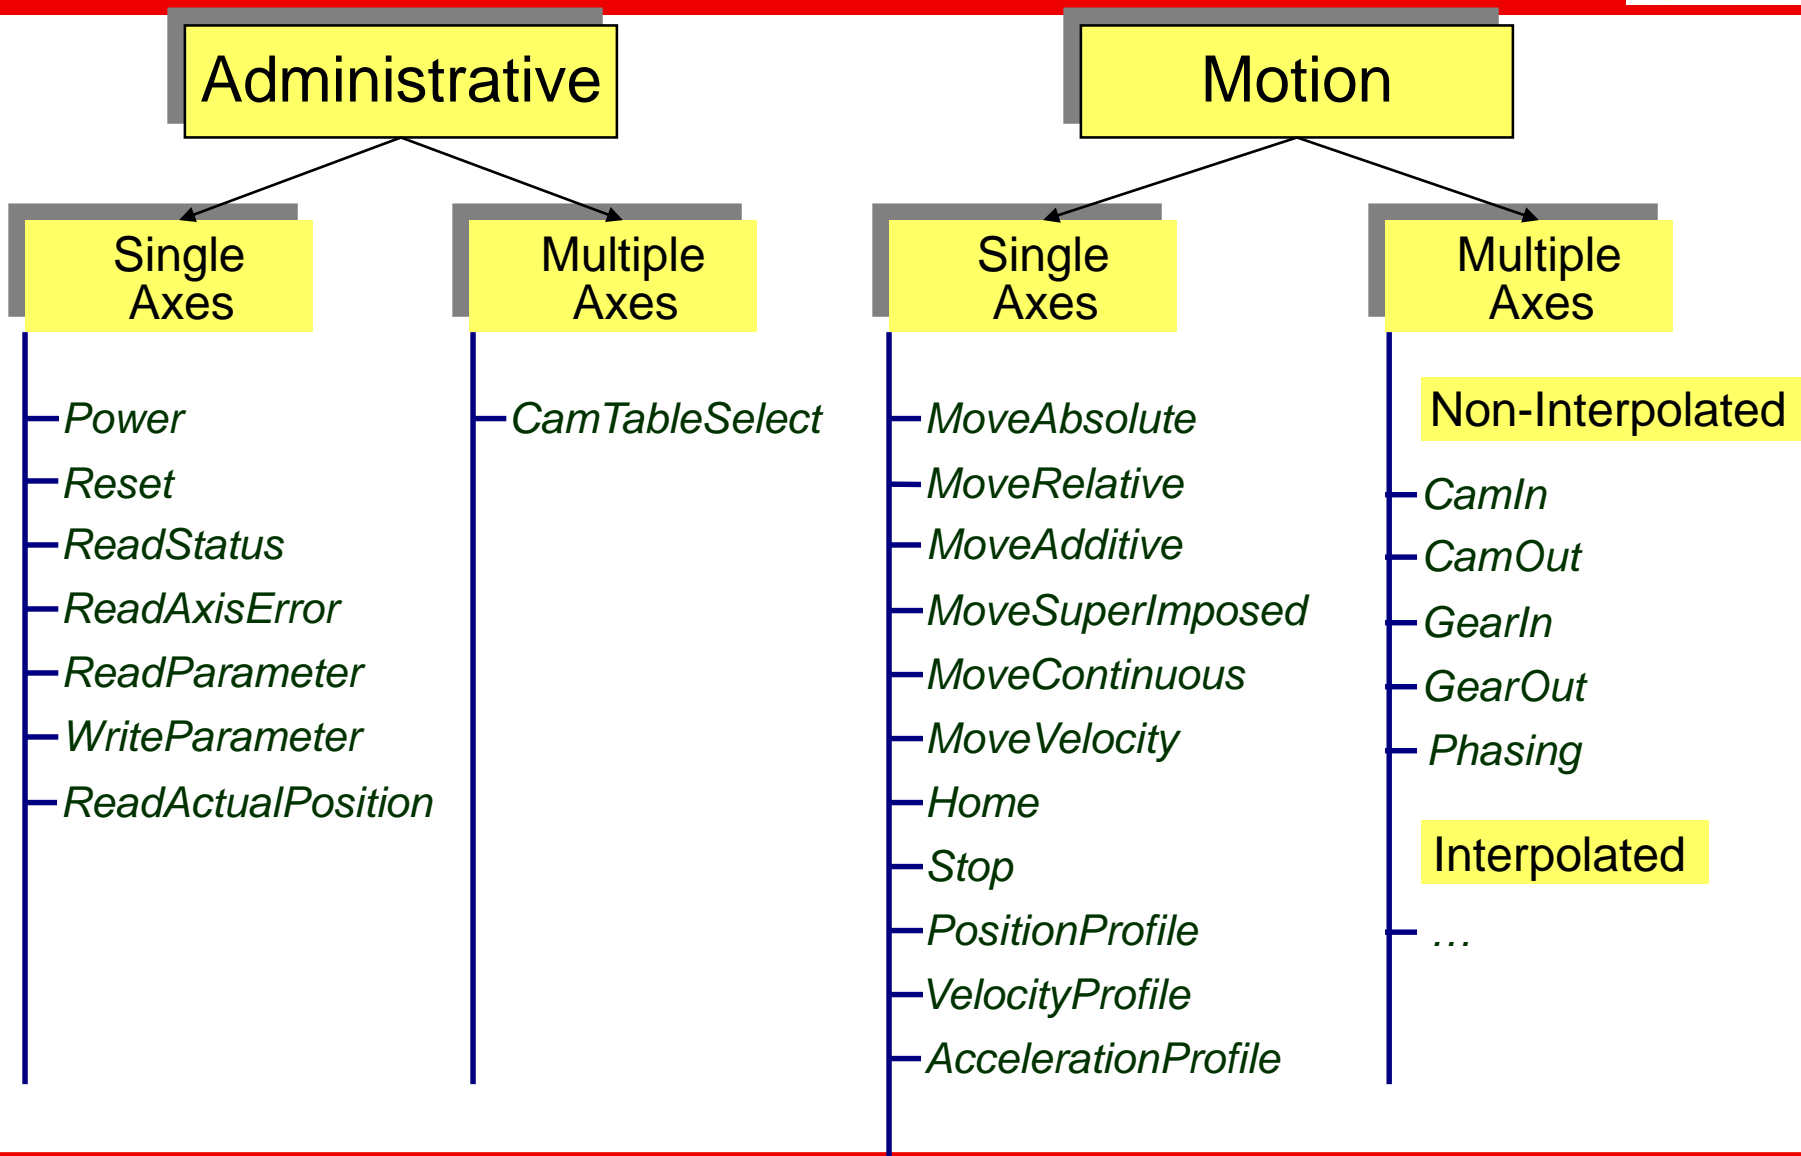 Administrative
Motion
Single
Axes
Multiple
Axes
Single
Axes
Multiple
Axes
Power
Reset
ReadStatus
ReadAxisError
ReadParameter
WriteParameter
ReadActualPosition
CamTableSelect
MoveAbsolute
MoveRelative
MoveAdditive
MoveSuperImposed
MoveContinuous
MoveVelocity
Home
Stop
PositionProfile
VelocityProfile
AccelerationProfile
Non-Interpolated
CamIn
CamOut
GearIn
GearOut
Phasing
Interpolated
…